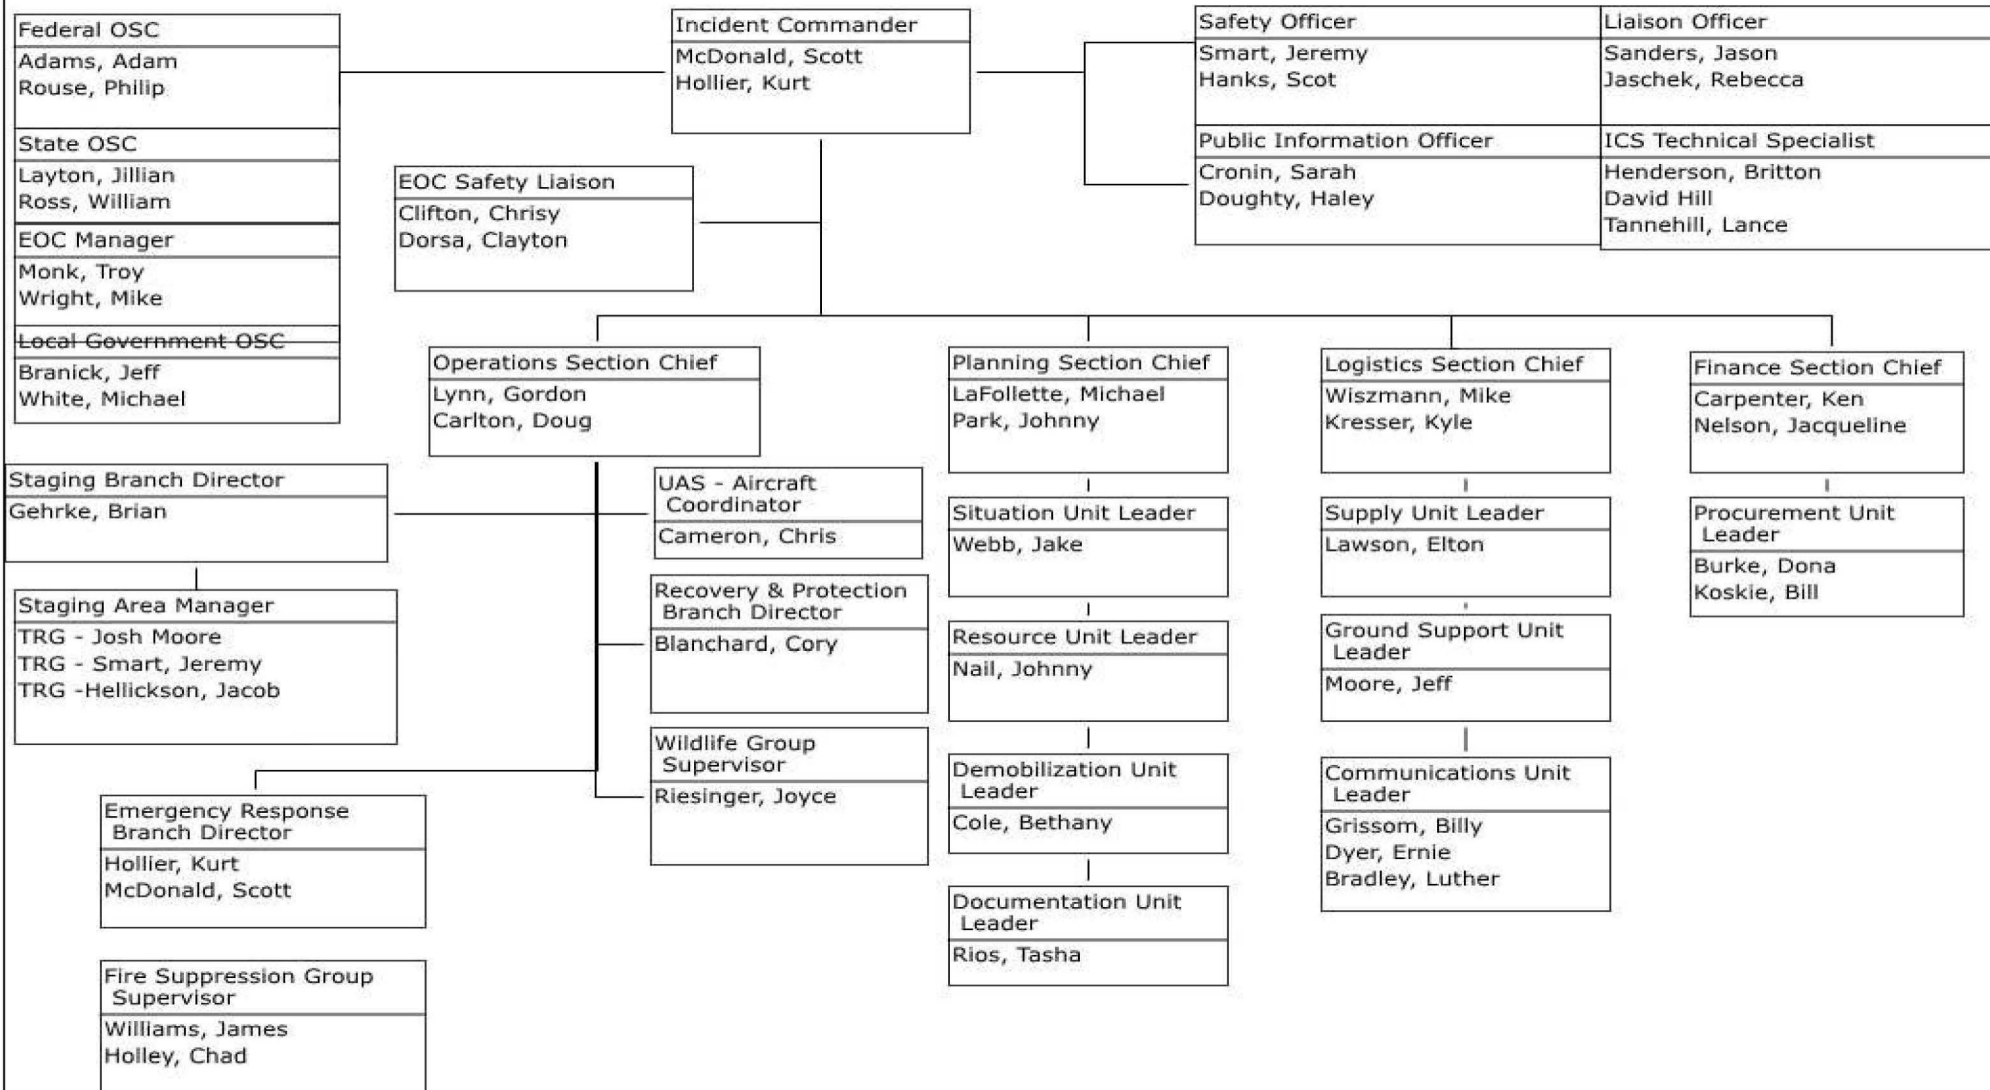 Federal OSC
Adams, Adam
Rouse, Philip
State OSC
Layton, Jillian
Ross, William
EOC Manager
Monk, Troy
Wright, Mike
Local Government OSC
Branick, Jeff
White, Michael
Incident Commander
McDonald, Scott
Hollier, Kurt
Safety Officer
Smart, Jeremy
Hanks, Scot
Liaison Officer
Sanders, Jason
Jaschek, Rebecca
Public Information Officer
Cronin, Sarah
Doughty, Haley
ICS Technical Specialist
Henderson, Britton
David Hill
Tannehill, Lance
EOC Safety Liaison
Clifton, Chrisy
Dorsa, Clayton
Operations Section Chief
Lynn, Gordon
Carlton, Doug
Staging Branch Director
Gehrke, Brian
Staging Area Manager
TRG - Josh Moore
TRG - Smart, Jeremy
TRG -Hellickson, Jacob
UAS - Aircraft
Coordinator
Cameron, Chris
Recovery & Protection
Branch Director
Blanchard, Cory
Wildlife Group
Supervisor
Riesinger, Joyce
Emergency Response
Branch Director
Hollier, Kurt
McDonald, Scott
Fire Suppression Group
Supervisor
Williams, James
Holley, Chad
Planning Section Chief
LaFollette, Michael
Park, Johnny
Situation Unit Leader
Webb, Jake
Resource Unit Leader
Nail, Johnny
Demobilization Unit
Leader
Cole, Bethany
Documentation Unit
Leader
Rios, Tasha
Logistics Section Chief
Wiszmann, Mike
Kresser, Kyle
Supply Unit Leader
Lawson, Elton
Ground Support Unit
Leader
Moore, Jeff
Communications Unit
Leader
Grissom, Billy
Dyer, Ernie
Bradley, Luther
Finance Section Chief
Carpenter, Ken
Nelson, Jacqueline
Procurement Unit
Leader
Burke, Dona
Koskie, Bill